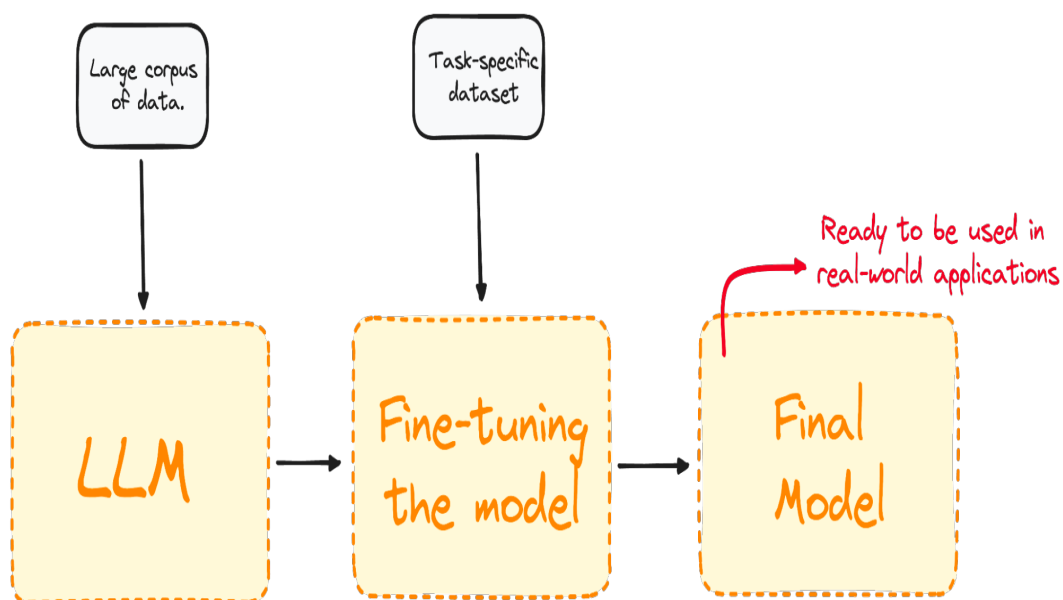 Large corpus
of data.
Task-specific
dataset
Ready to be used in
real-world applications
LLM
Fine-tuning
the model
Final
Model